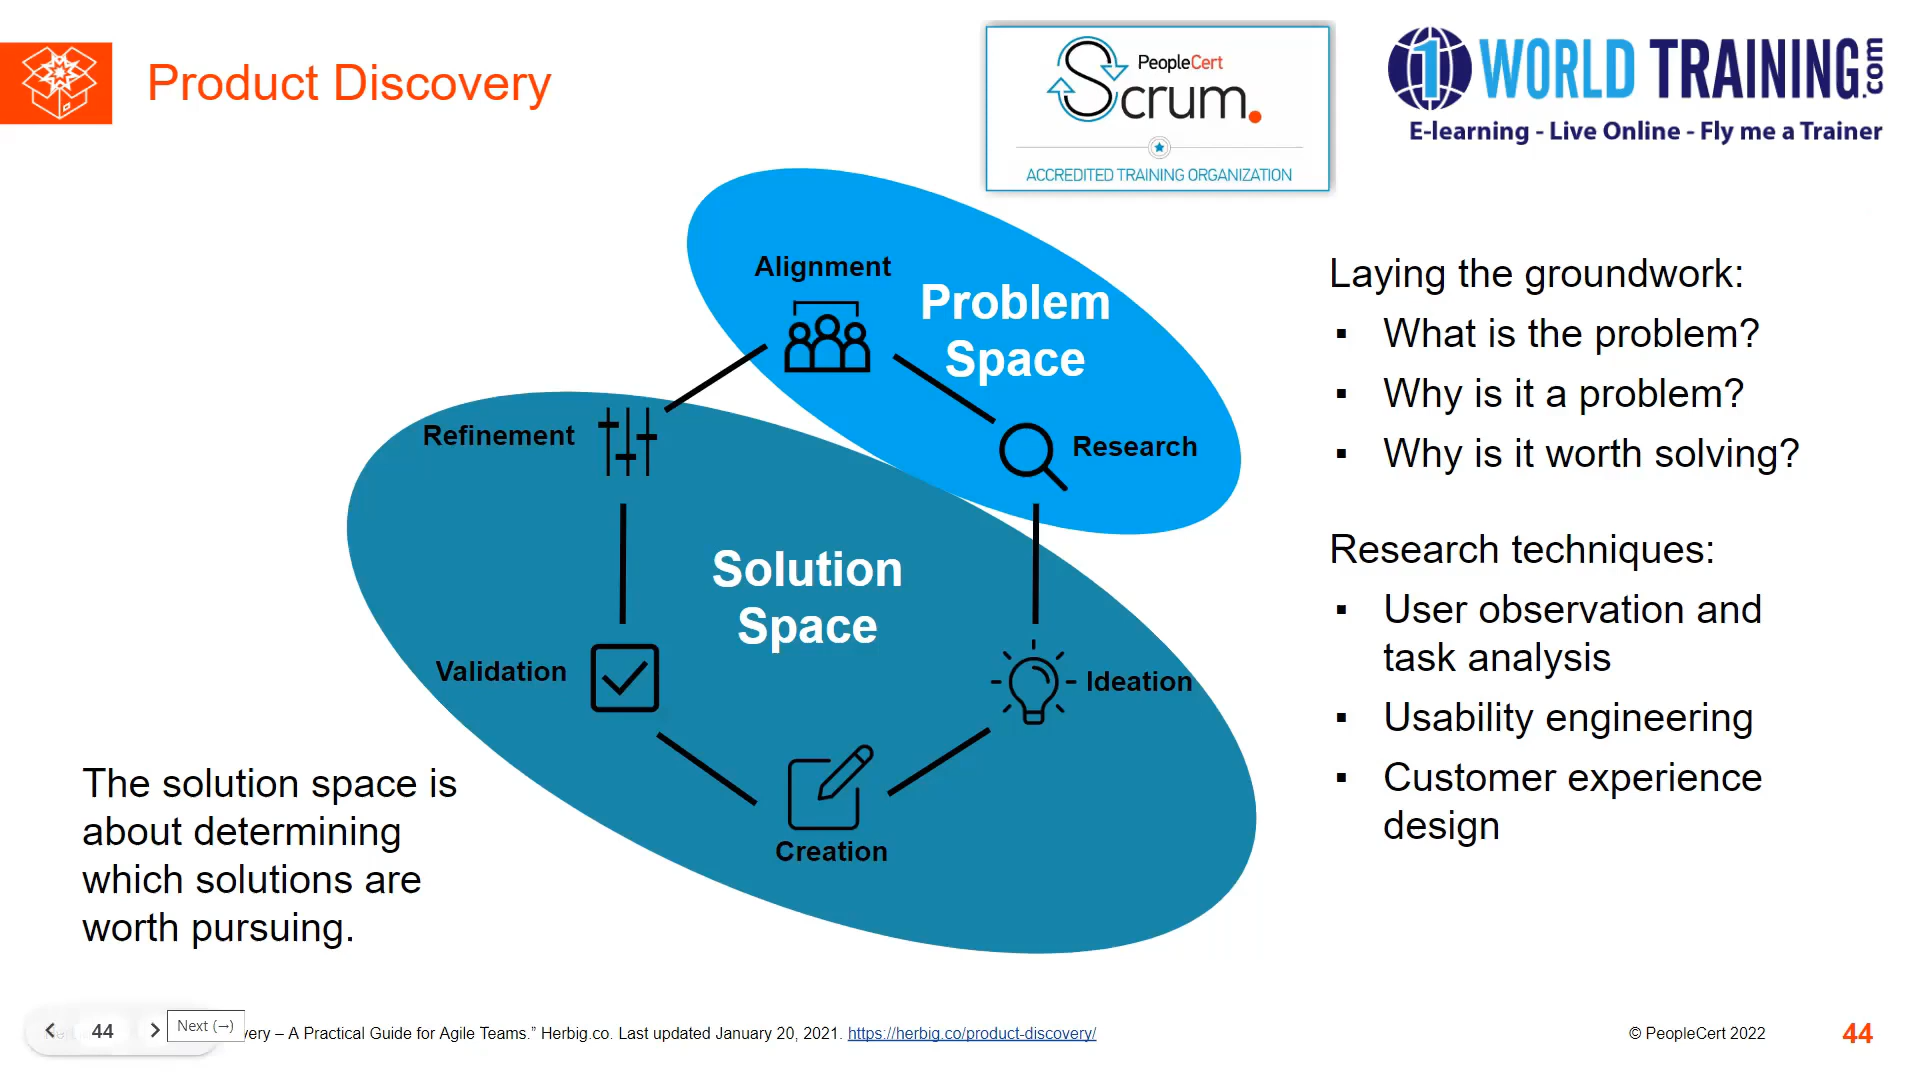 Product Discovery
PeopleCert
Scrum.
ACCREDITED TRAINING ORGANIZATION
1 WORLD TRAINING.com
E-learning - Live Online - Fly me a Trainer
Alignment
Problem
Space
Research
Refinement
Solution
Space
Validation
Ideation
Creation
Laying the groundwork:
▪ What is the problem?
▪ Why is it a problem?
▪ Why is it worth solving?
Research techniques:
▪ User observation and
task analysis
▪ Usability engineering
▪ Customer experience
design
The solution space is
about determining
which solutions are
worth pursuing.
44
Next (→)
– A Practical Guide for Agile Teams.” Herbig.co. Last updated January 20, 2021. https://herbig.co/product-discovery/
© PeopleCert 2022
44